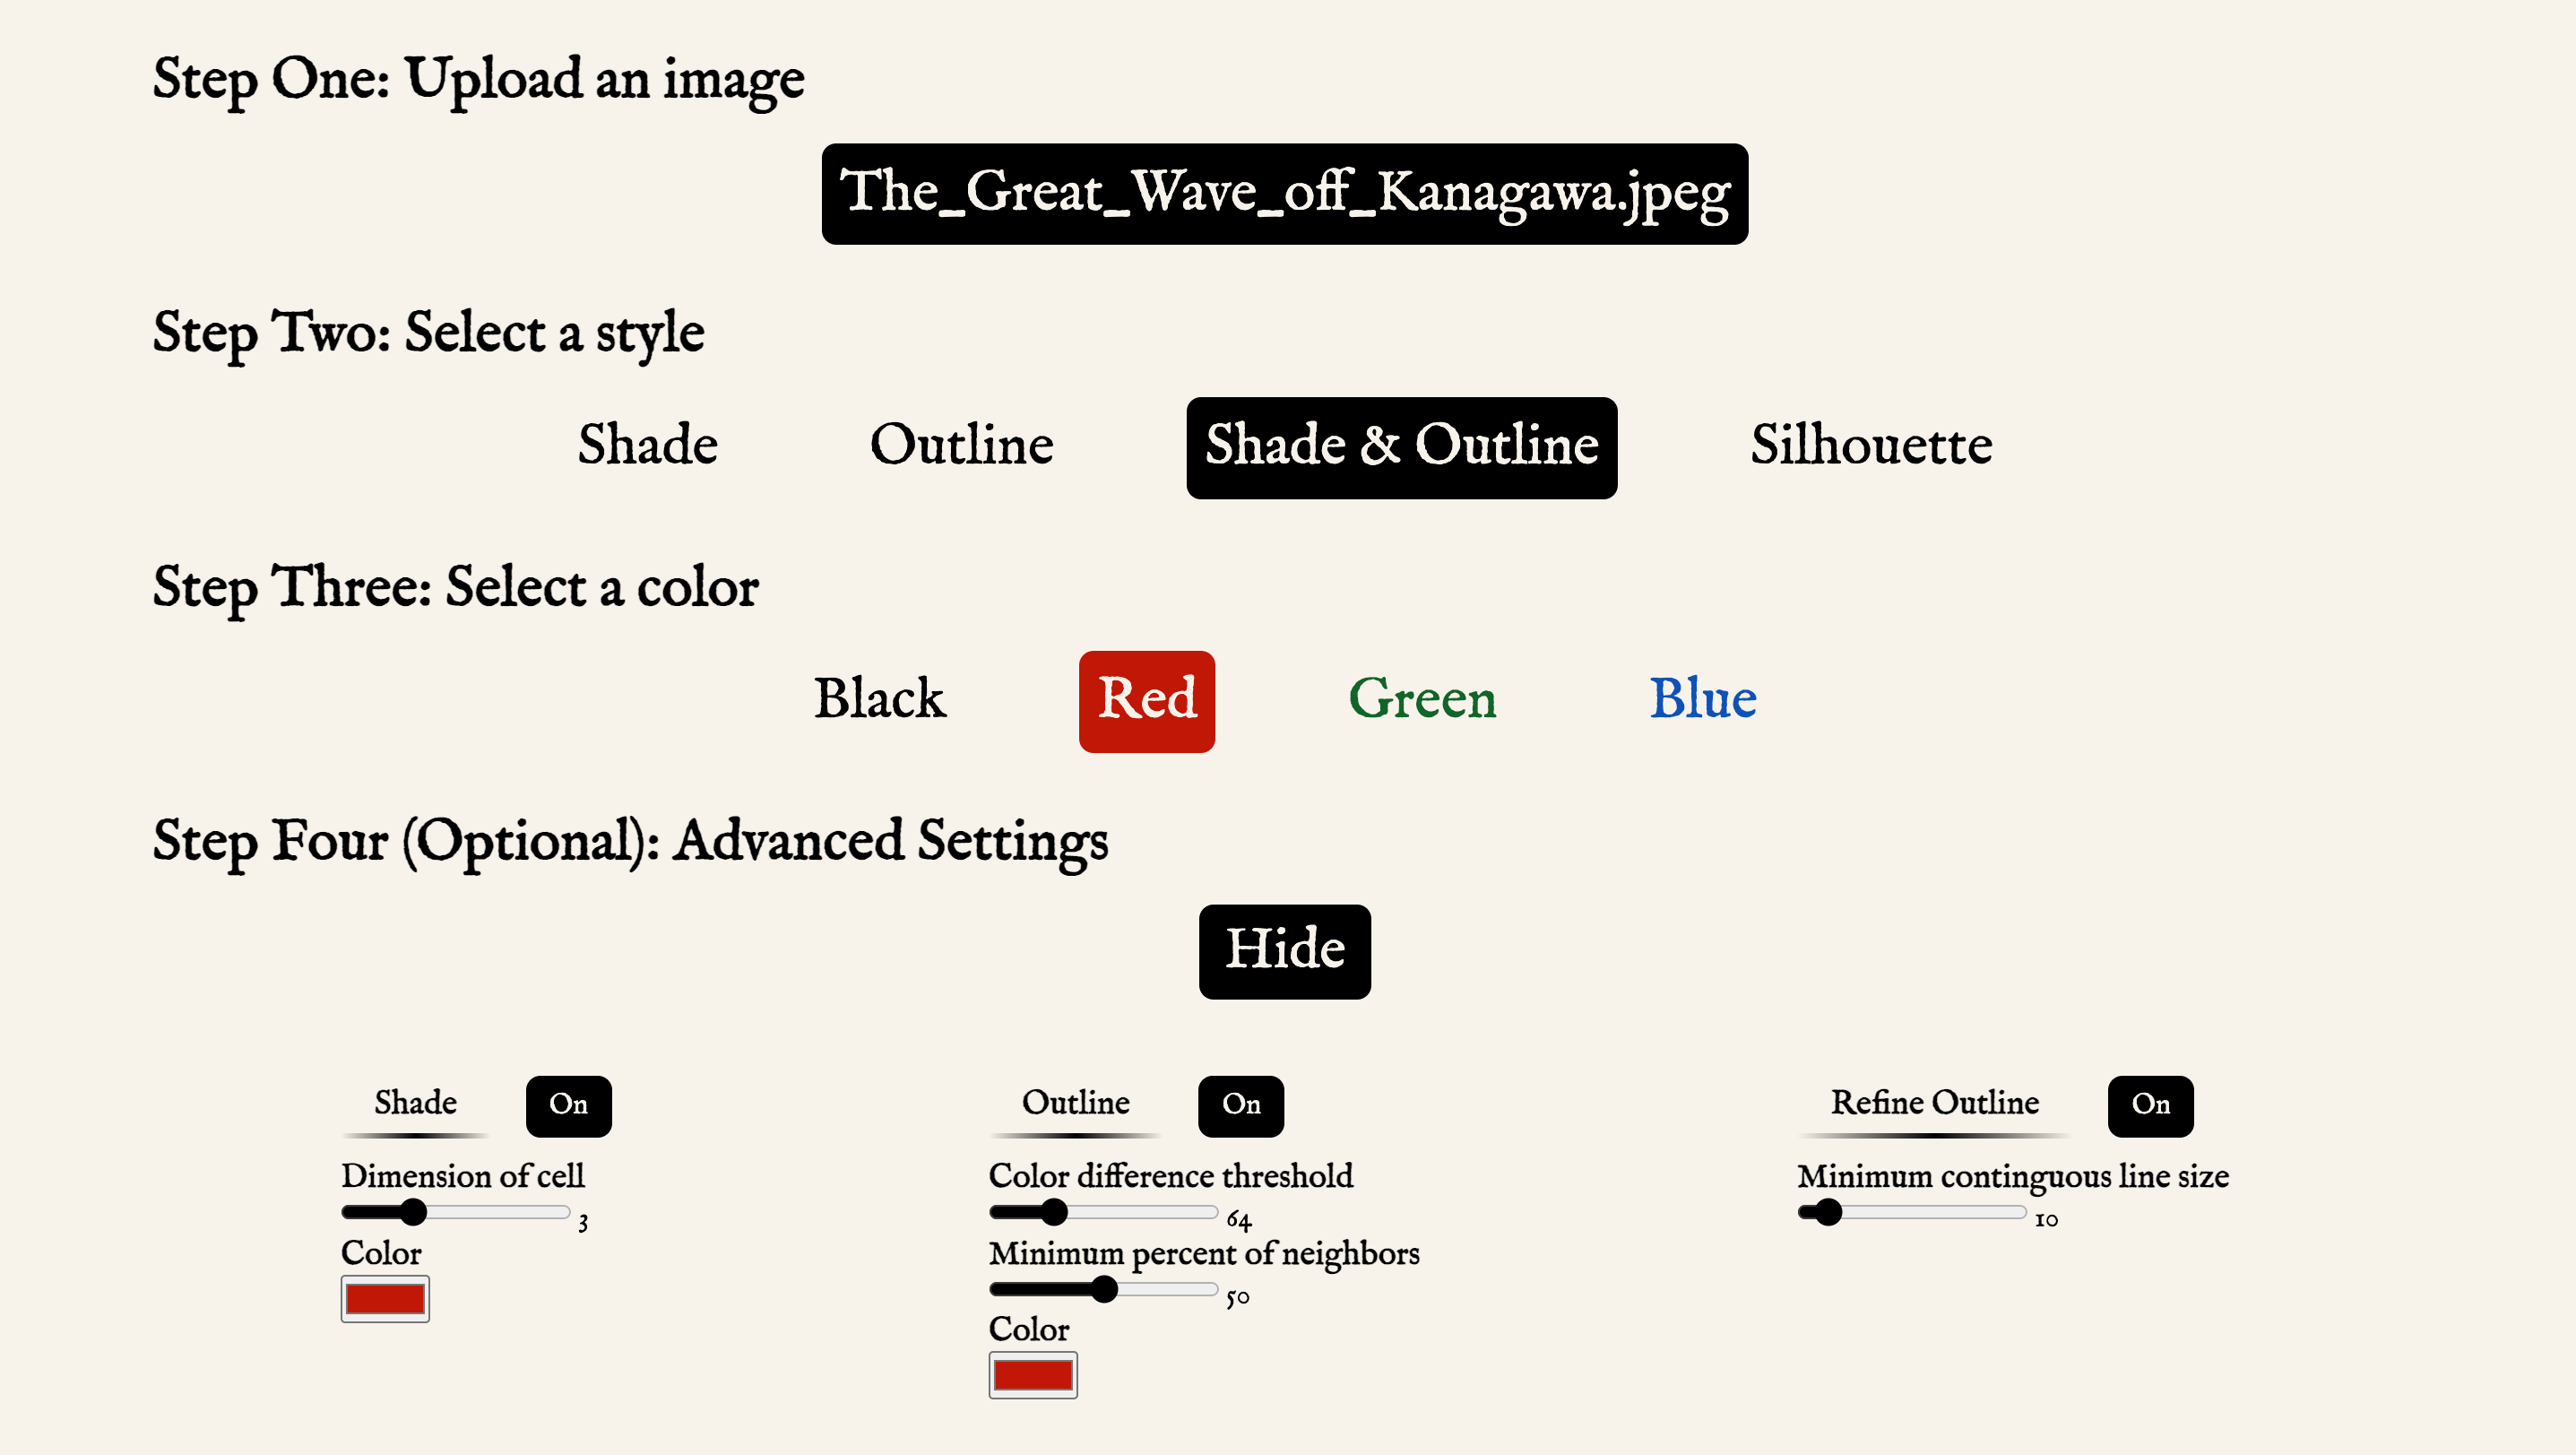 Step One: Upload an image
The_Great_Wave_off_Kanagawa.jpeg
Step Two: Select a style
Shade Outline Shade & Outline Silhouette
Step Three: Select a color
Black Red Green Blue
Step Four (Optional): Advanced Settings
Hide
Shade On
Dimension of cell
3
Color
Outline On
Color difference threshold
64
Minimum percent of neighbors
50
Color
Refine Outline On
Minimum continguous line size
10